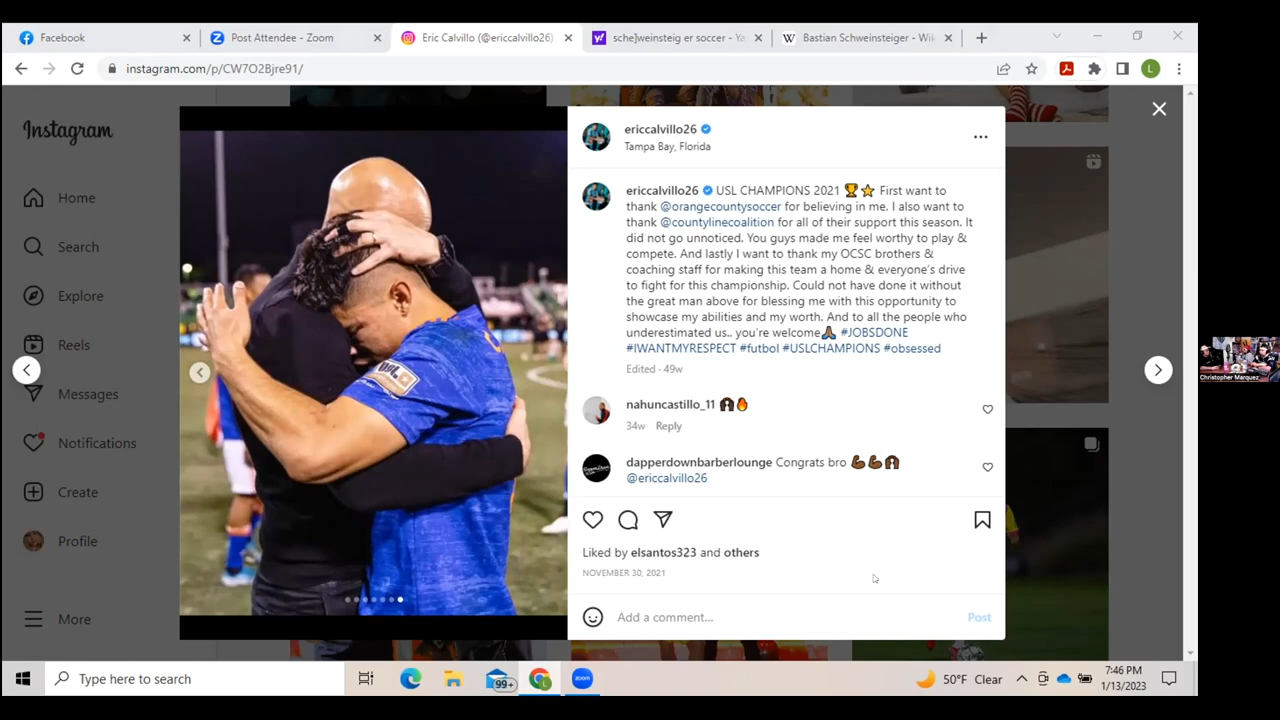 Facebook
Post Attendee - Zoom
Eric Calvillo (@ericcalvillo26)
sche]weinsteig er soccer - Ya
Bastian Schweinsteiger - Wik
instagram.com/p/CW7O2Bjre91/
L
Instagram
Home
Search
Explore
Reels
Messages
Notifications
Create
Profile
More
ericcalvillo26
Tampa Bay, Florida
ericcalvillo26 USL CHAMPIONS 2021 🏆⭐ First want to
thank @orangecountysoccer for believing in me. I also want to
thank @countylinecoalition for all of their support this season. It
did not go unnoticed. You guys made me feel worthy to play &
compete. And lastly I want to thank my OCSC brothers &
coaching staff for making this team a home & everyone's drive
to fight for this championship. Could not have done it without
the great man above for blessing me with this opportunity to
showcase my abilities and my worth. And to all the people who
underestimated us.. you're welcome🙏🏾 #JOBSDONE
#IWANTMYRESPECT #futbol #USLCHAMPIONS #obsessed
Edited · 49w
nahuncastillo_11
34w Reply
dapperdownbarberlounge Congrats bro
@ericcalvillo26
Liked by elsantos323 and others
NOVEMBER 30, 2021
Add a comment...
Post
USL
Christopher Marquez
Type here to search
99+
zoom
50°F Clear
7:46 PM
1/13/2023